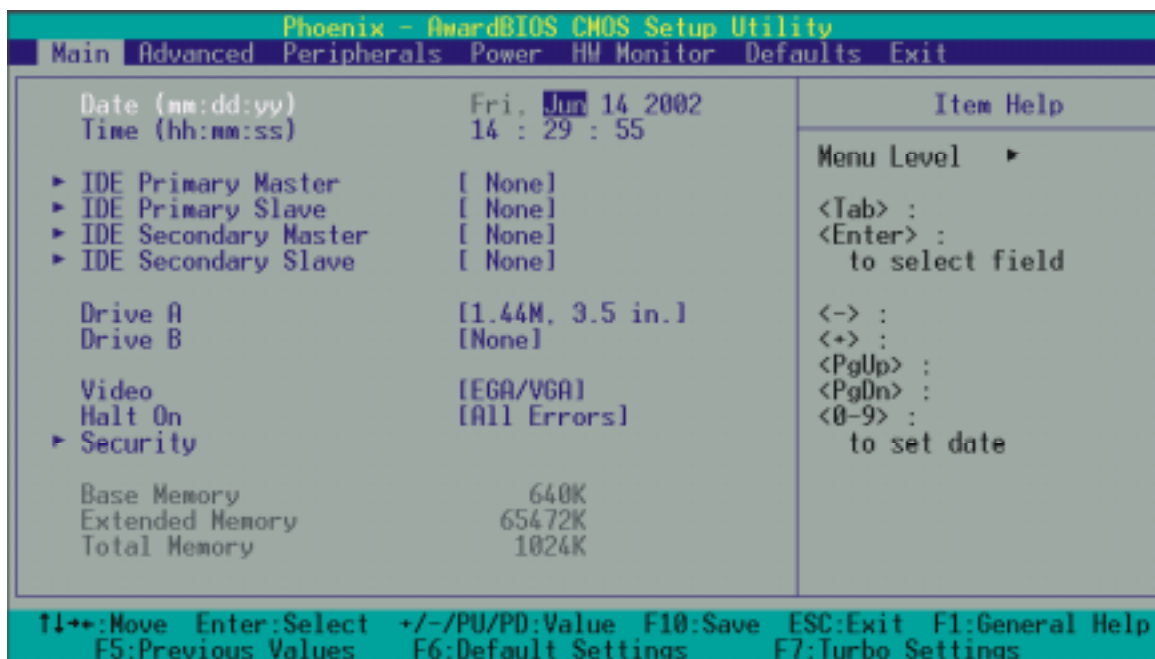 Phoenix - AwardBIOS CMOS Setup Utility
Main Advanced Peripherals Power HW Monitor Defaults Exit
Date (mm:dd:yy) Fri, Jun 14 2002
Time (hh:mm:ss) 14 : 29 : 55
► IDE Primary Master [ None]
► IDE Primary Slave [ None]
► IDE Secondary Master [ None]
► IDE Secondary Slave [ None]
Drive A [1.44M, 3.5 in.]
Drive B [None]
Video [EGA/VGA]
Halt On [All Errors]
► Security
Base Memory 640K
Extended Memory 65472K
Total Memory 1024K
Item Help
Menu Level ►
<Tab> :
<Enter> :
to select field
<-> :
<+> :
<PgUp> :
<PgDn> :
<0-9> :
to set date
↑↓→←:Move Enter:Select +/-/PU/PD:Value F10:Save ESC:Exit F1:General Help
F5:Previous Values F6:Default Settings F7:Turbo Settings